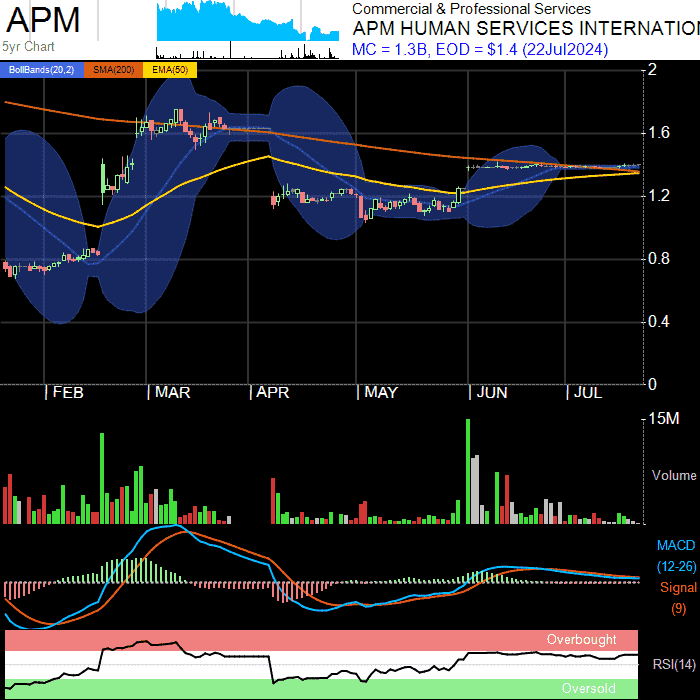 APM
5yr Chart
Commercial & Professional Services
APM HUMAN SERVICES INTERNATION
MC = 1.3B, EOD = $1.4 (22Jul2024)
BollBands(20,2) SMA(200) EMA(50)
2
1.6
1.2
0.8
0.4
0
FEB MAR APR MAY JUN JUL
15M
Volume
MACD
(12-26)
Signal
(9)
Overbought
RSI(14)
Oversold